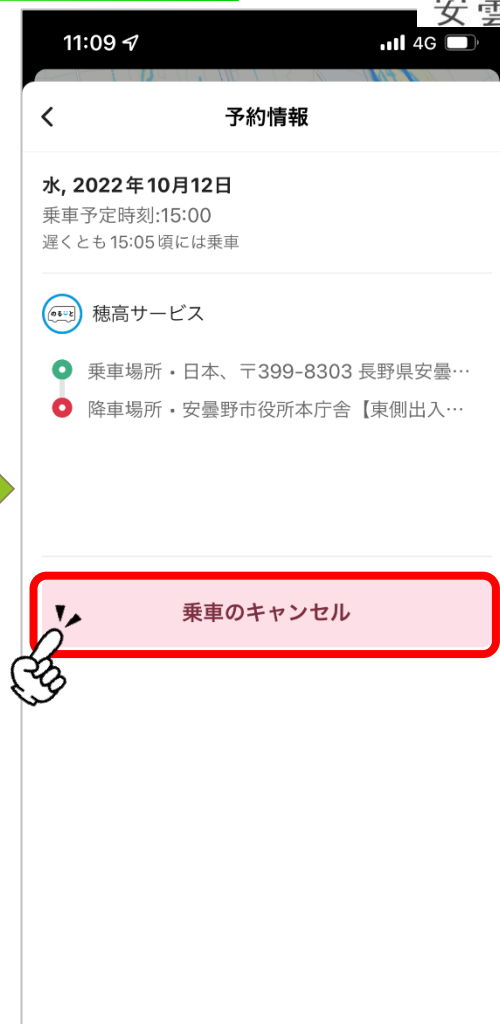 安雲
11:09
4G
予約情報
水, 2022年10月12日
乗車予定時刻:15:00
遅くとも15:05頃には乗車
のるーと
穂高サービス
乗車場所・日本、〒399-8303 長野県安曇…
降車場所・安曇野市役所本庁舎【東側出入…
乗車のキャンセル